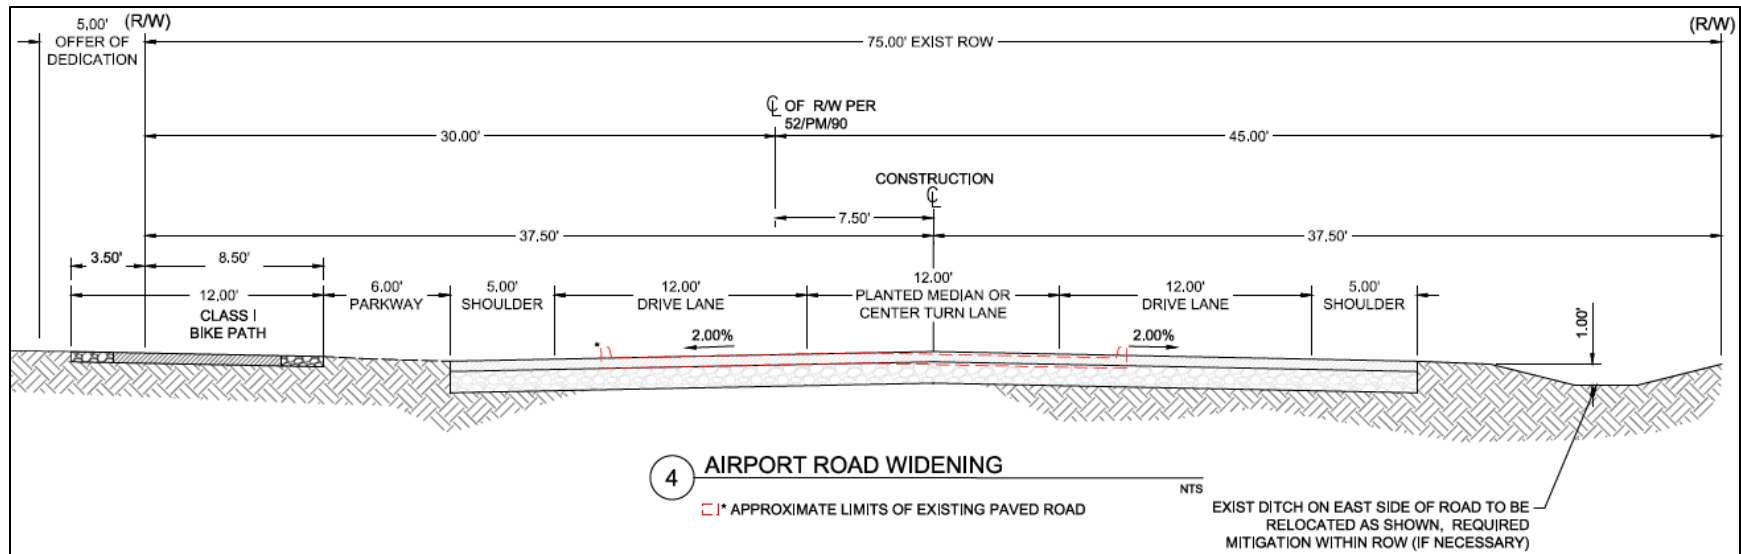 5,00' (R/W)
OFFER OF
DEDICATION
75.00' EXIST ROW
(R/W)
℄ OF R/W PER
52/PM/90
30.00'
45.00'
CONSTRUCTION
℄
7.50'
37.50'
37.50'
3.50'
8.50'
12.00'
CLASS I
BIKE PATH
6.00'
PARKWAY
5.00'
SHOULDER
12.00'
DRIVE LANE
12.00'
PLANTED MEDIAN OR
CENTER TURN LANE
12.00'
DRIVE LANE
5.00'
SHOULDER
1.00'
*
2.00%
2.00%
4 AIRPORT ROAD WIDENING
NTS
* APPROXIMATE LIMITS OF EXISTING PAVED ROAD
EXIST DITCH ON EAST SIDE OF ROAD TO BE
RELOCATED AS SHOWN, REQUIRED
MITIGATION WITHIN ROW (IF NECESSARY)